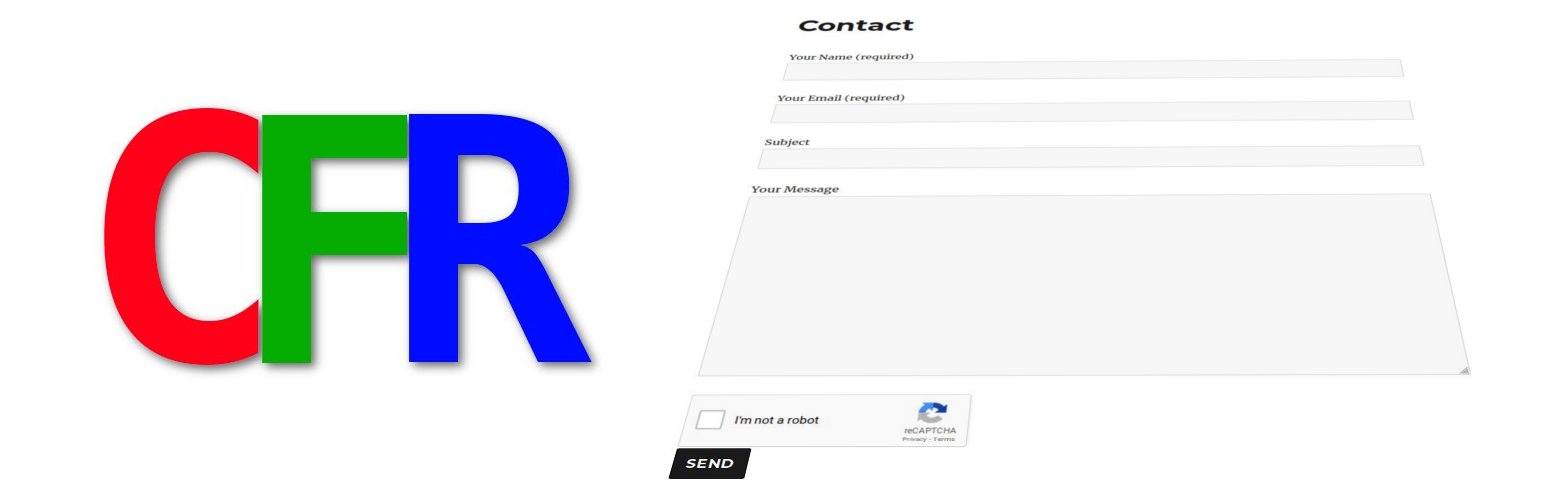 CFR
Contact
Your Name (required)
Your Email (required)
Subject
Your Message
I'm not a robot
reCAPTCHA
Privacy - Terms
SEND